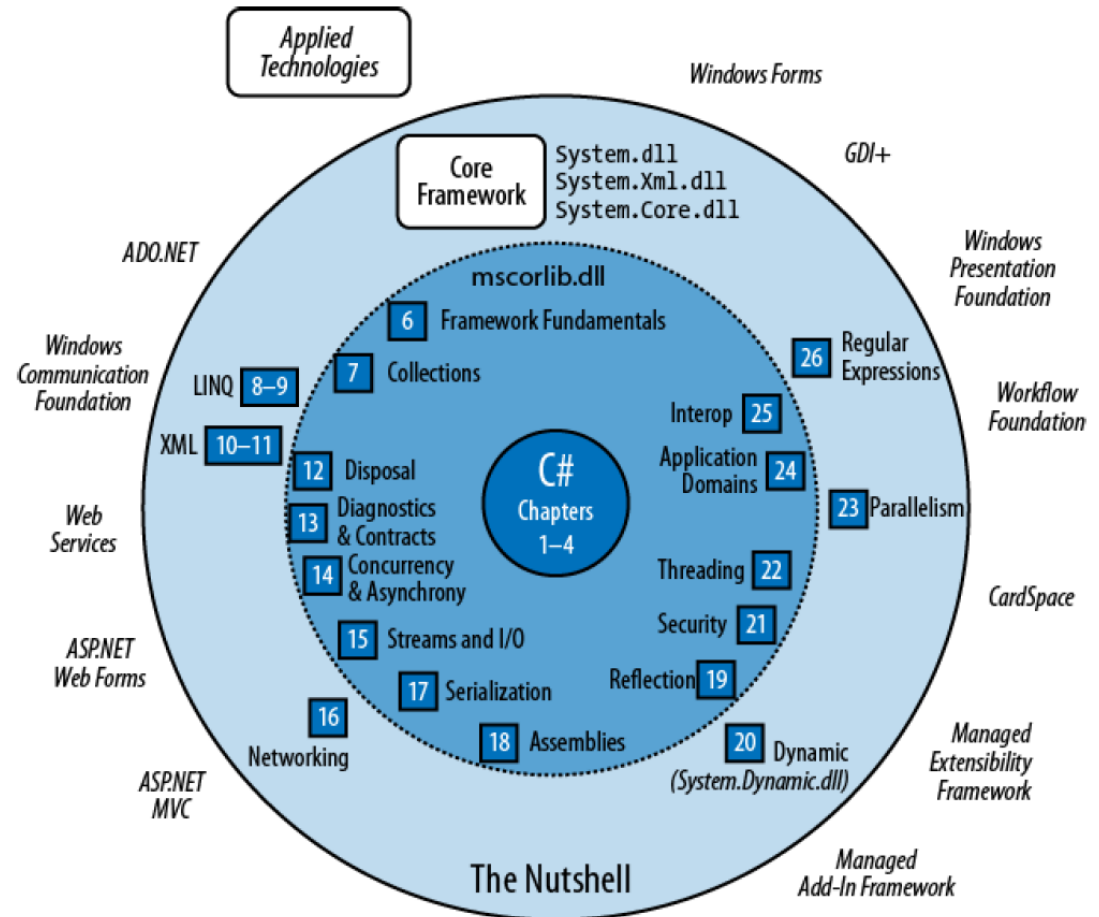 Applied
Technologies
Windows Forms
Core
Framework
System.dll
System.Xml.dll
System.Core.dll
GDI+
ADO.NET
Windows
Presentation
Foundation
mscorlib.dll
6 Framework Fundamentals
Windows
Communication
Foundation
7 Collections
LINQ 8–9
26 Regular
Expressions
Workflow
Foundation
Interop 25
XML 10–11
12 Disposal
C#
Chapters
1–4
Application
Domains 24
Web
Services
13 Diagnostics
& Contracts
23 Parallelism
14 Concurrency
& Asynchrony
Threading 22
CardSpace
15 Streams and I/O
Security 21
ASP.NET
Web Forms
17 Serialization
Reflection 19
16
Networking
18 Assemblies
20 Dynamic
(System.Dynamic.dll)
Managed
Extensibility
Framework
ASP.NET
MVC
The Nutshell
Managed
Add-In Framework